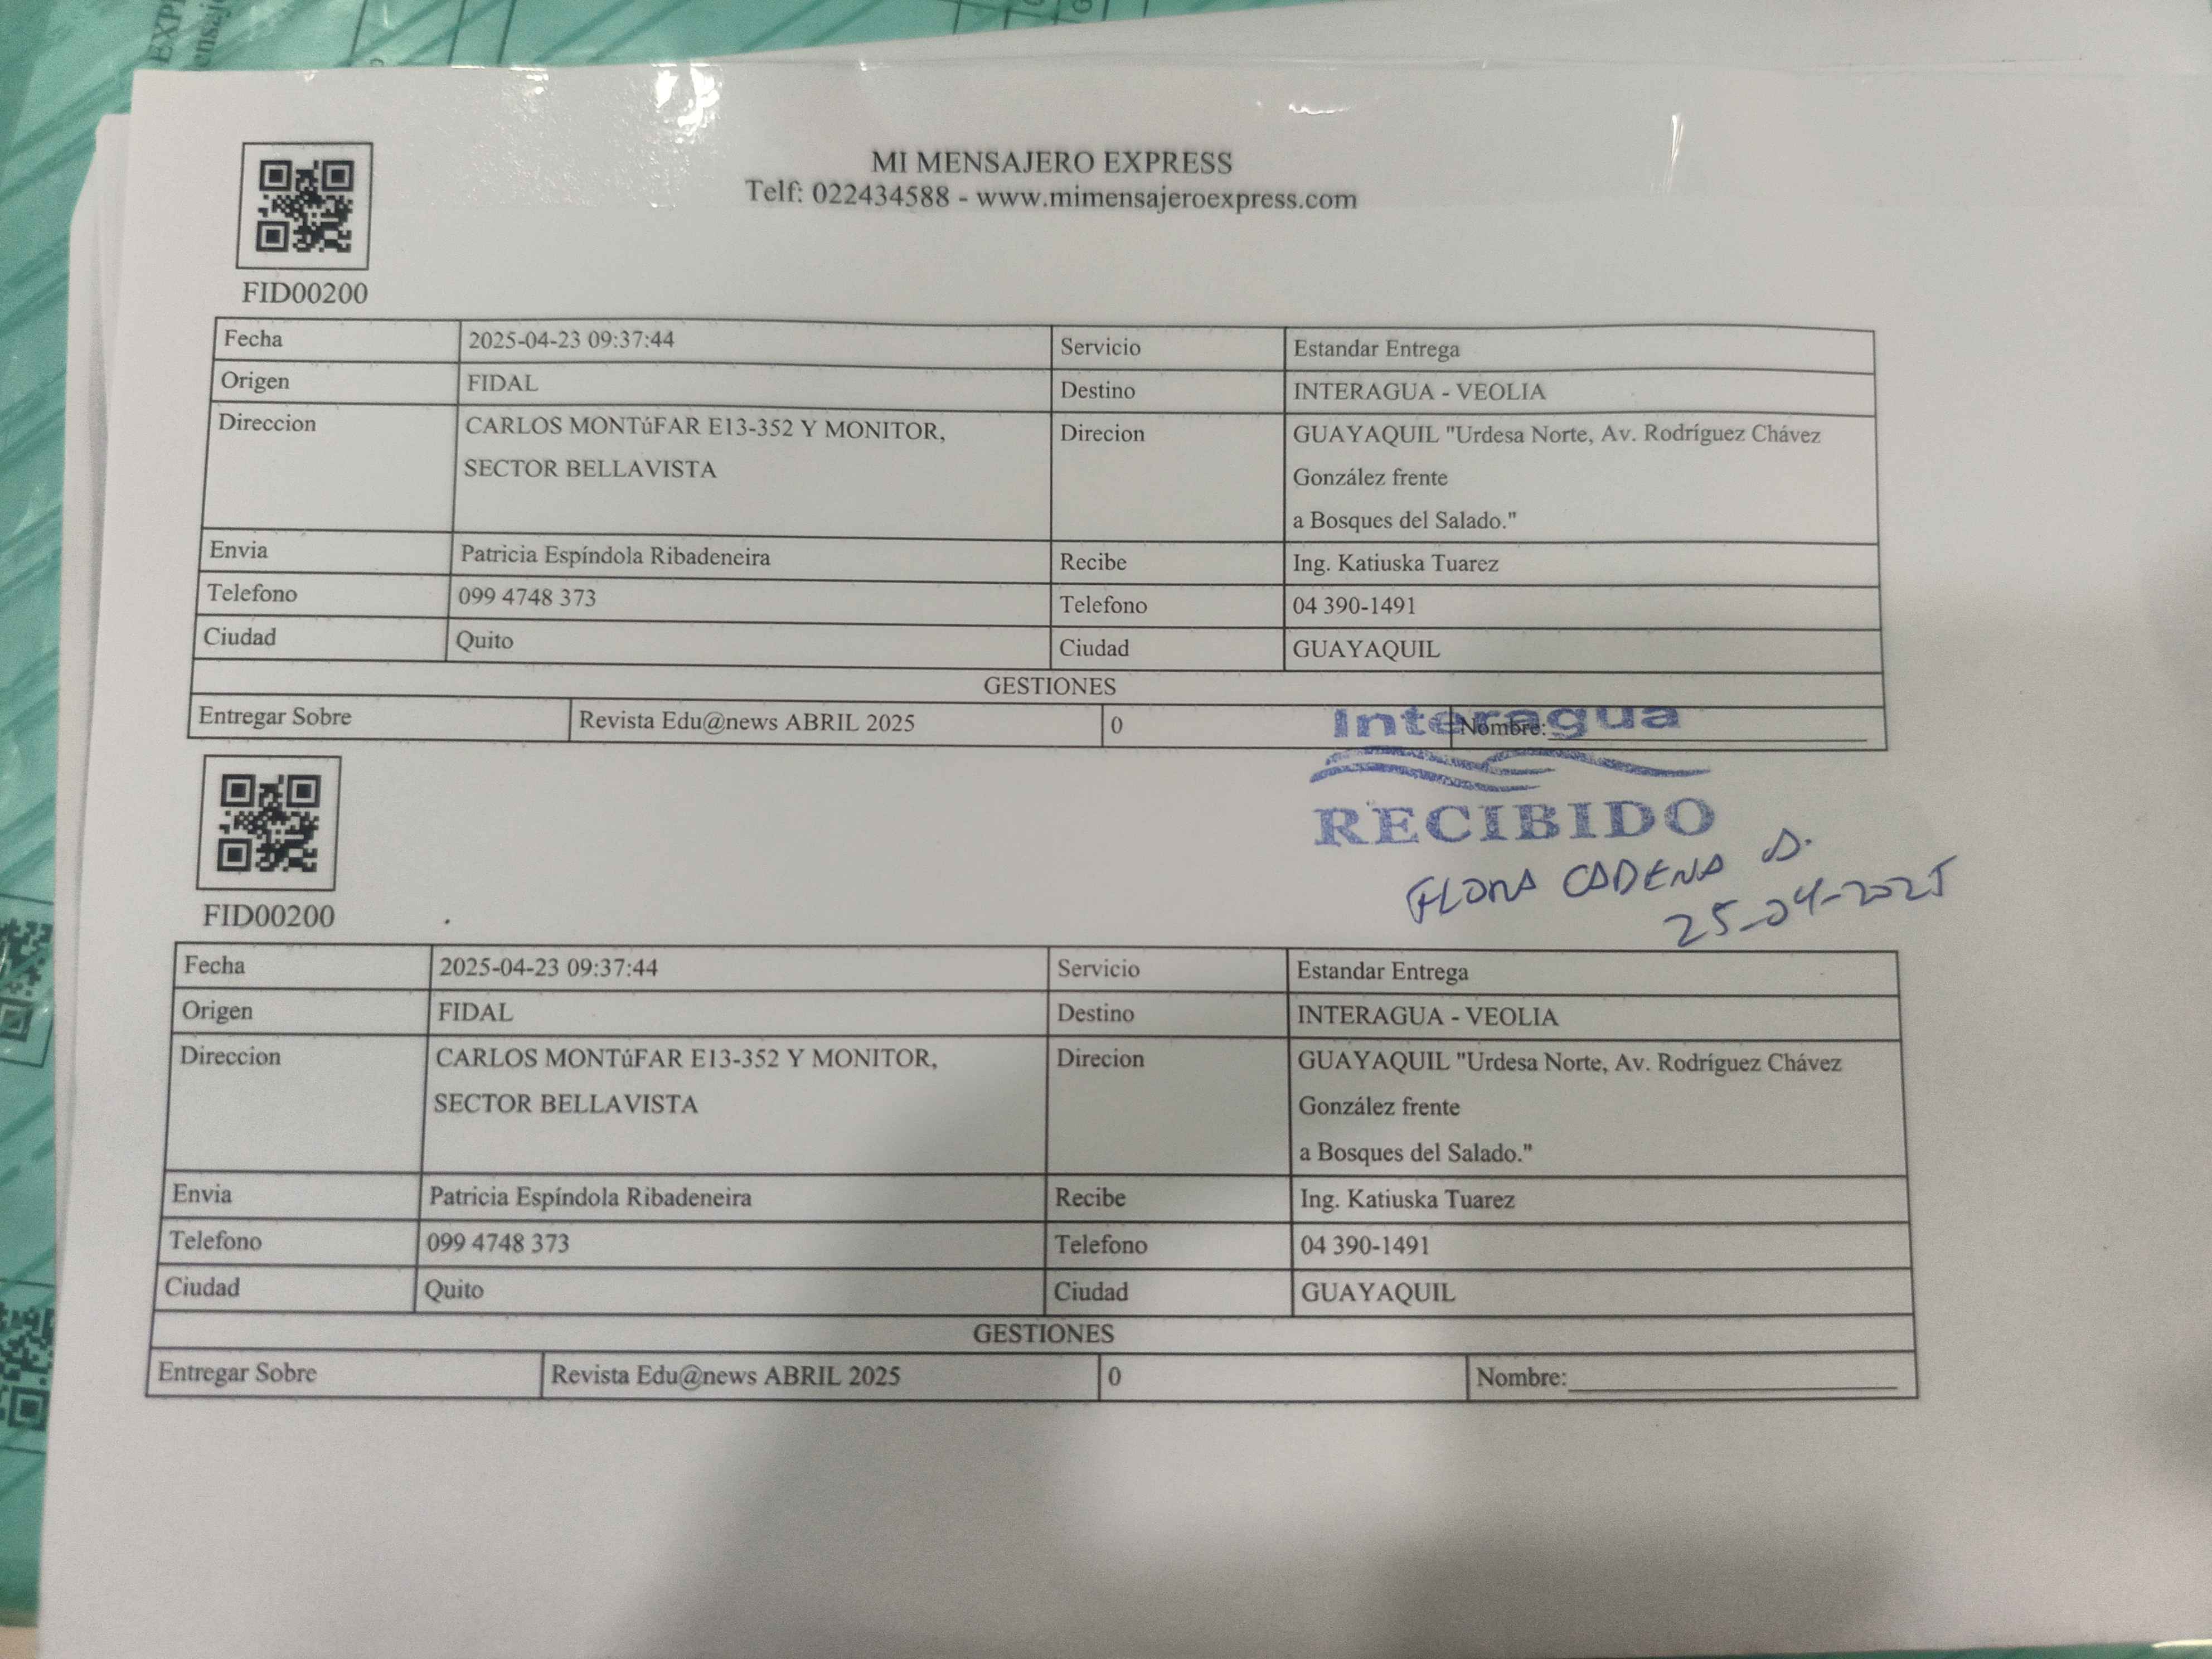 MI MENSAJERO EXPRESS
Telf: 022434588 - www.mimensajeroexpress.com
FID00200
Fecha 2025-04-23 09:37:44 Servicio Estandar Entrega
Origen FIDAL Destino INTERAGUA - VEOLIA
Direccion CARLOS MONTúFAR E13-352 Y MONITOR, Direcion GUAYAQUIL "Urdesa Norte, Av. Rodríguez Chávez
SECTOR BELLAVISTA González frente
a Bosques del Salado."
Envia Patricia Espíndola Ribadeneira Recibe Ing. Katiuska Tuarez
Telefono 099 4748 373 Telefono 04 390-1491
Ciudad Quito Ciudad GUAYAQUIL
GESTIONES
Entregar Sobre Revista Edu@news ABRIL 2025 0 Nombre:
Interagua
RECIBIDO
FLORA CADENA
25-04-2025
FID00200
Fecha 2025-04-23 09:37:44 Servicio Estandar Entrega
Origen FIDAL Destino INTERAGUA - VEOLIA
Direccion CARLOS MONTúFAR E13-352 Y MONITOR, Direcion GUAYAQUIL "Urdesa Norte, Av. Rodríguez Chávez
SECTOR BELLAVISTA González frente
a Bosques del Salado."
Envia Patricia Espíndola Ribadeneira Recibe Ing. Katiuska Tuarez
Telefono 099 4748 373 Telefono 04 390-1491
Ciudad Quito Ciudad GUAYAQUIL
GESTIONES
Entregar Sobre Revista Edu@news ABRIL 2025 0 Nombre: